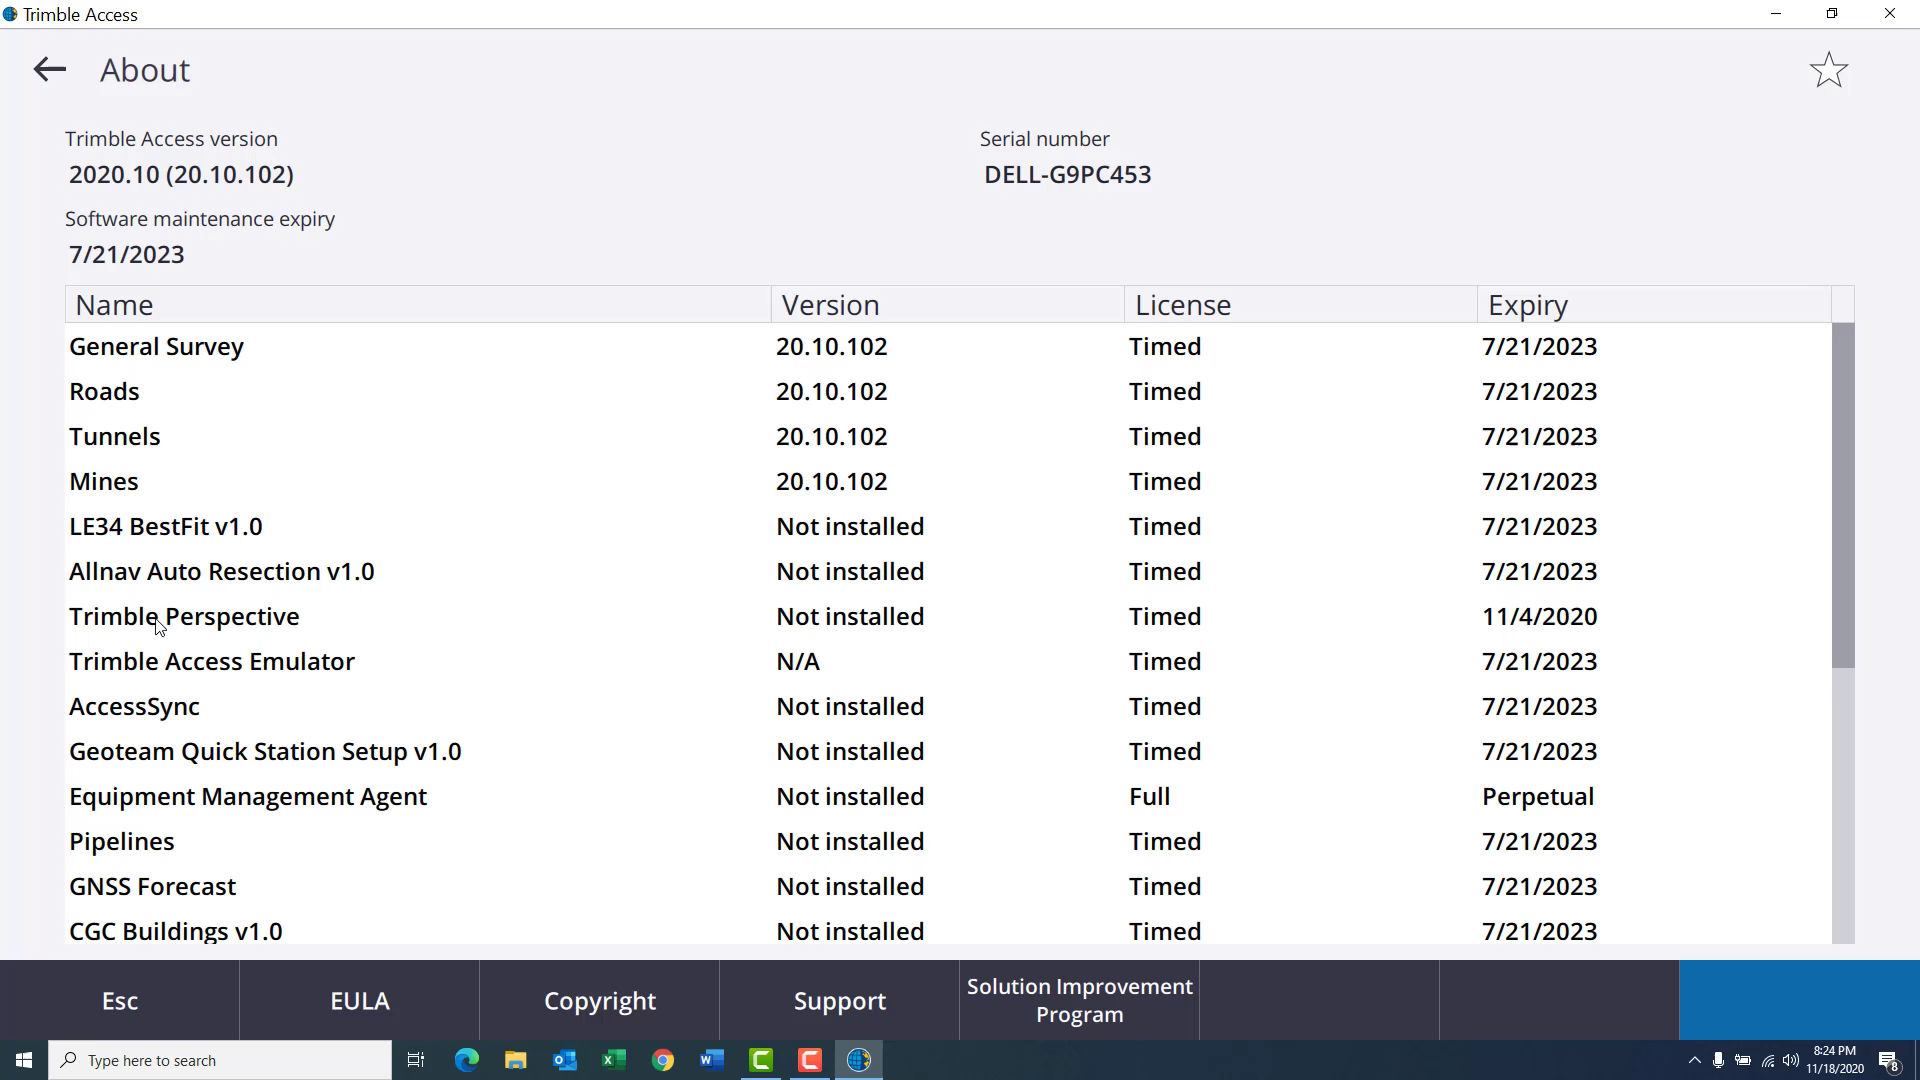 Trimble Access
About
Trimble Access version
Serial number
2020.10 (20.10.102)
DELL-G9PC453
Software maintenance expiry
7/21/2023
Name Version License Expiry
General Survey 20.10.102 Timed 7/21/2023
Roads 20.10.102 Timed 7/21/2023
Tunnels 20.10.102 Timed 7/21/2023
Mines 20.10.102 Timed 7/21/2023
LE34 BestFit v1.0 Not installed Timed 7/21/2023
Allnav Auto Resection v1.0 Not installed Timed 7/21/2023
Trimble Perspective Not installed Timed 11/4/2020
Trimble Access Emulator N/A Timed 7/21/2023
AccessSync Not installed Timed 7/21/2023
Geoteam Quick Station Setup v1.0 Not installed Timed 7/21/2023
Equipment Management Agent Not installed Full Perpetual
Pipelines Not installed Timed 7/21/2023
GNSS Forecast Not installed Timed 7/21/2023
CGC Buildings v1.0 Not installed Timed 7/21/2023
Esc EULA Copyright Support Solution Improvement
Program
Type here to search
8:24 PM
11/18/2020
8